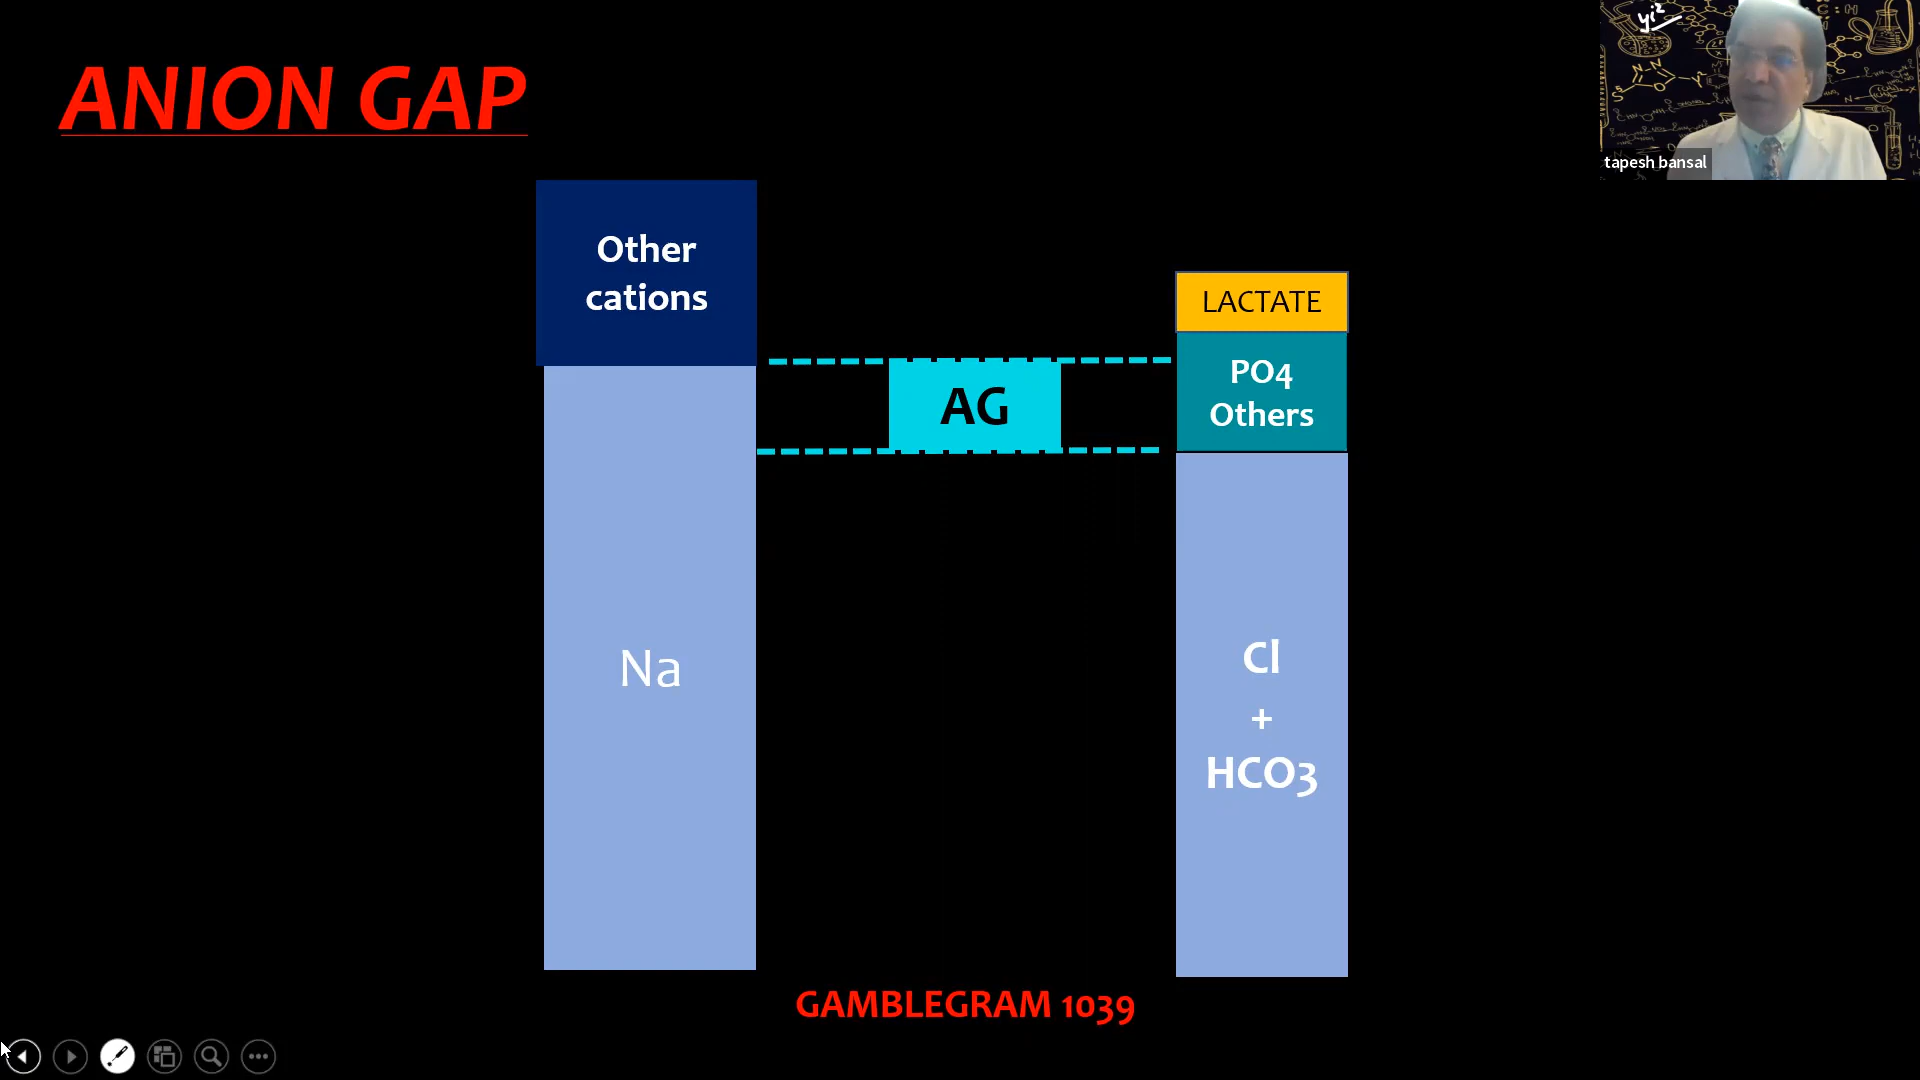 ANION GAP
tapesh bansal
Other
cations
LACTATE
PO4
Others
AG
Na
Cl
+
HCO3
GAMBLEGRAM 1039